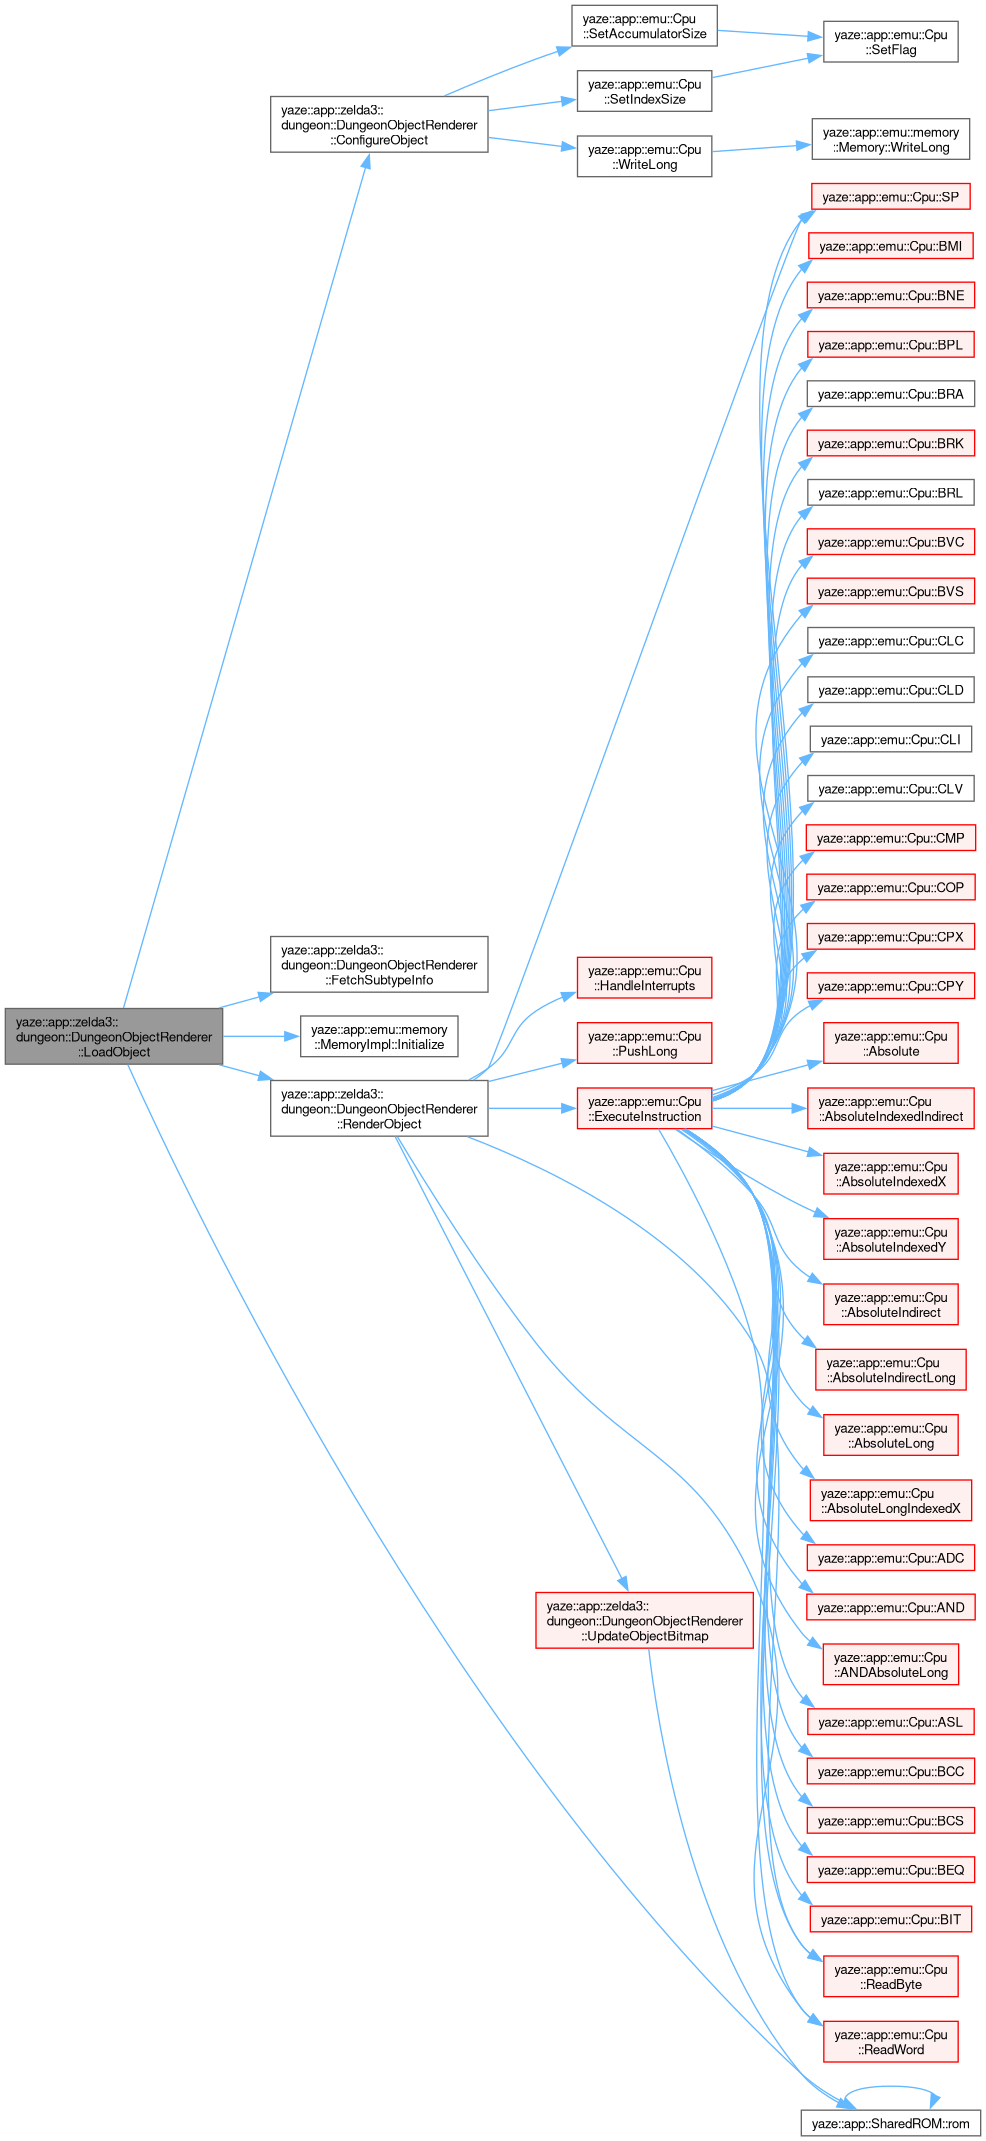 yaze::app::emu::Cpu
::SetAccumulatorSize
yaze::app::emu::Cpu
::SetFlag
yaze::app::emu::Cpu
::SetIndexSize
yaze::app::zelda3::
dungeon::DungeonObjectRenderer
::ConfigureObject
yaze::app::emu::Cpu
::WriteLong
yaze::app::emu::memory
::Memory::WriteLong
yaze::app::emu::Cpu::SP
yaze::app::emu::Cpu::BMI
yaze::app::emu::Cpu::BNE
yaze::app::emu::Cpu::BPL
yaze::app::emu::Cpu::BRA
yaze::app::emu::Cpu::BRK
yaze::app::emu::Cpu::BRL
yaze::app::emu::Cpu::BVC
yaze::app::emu::Cpu::BVS
yaze::app::emu::Cpu::CLC
yaze::app::emu::Cpu::CLD
yaze::app::emu::Cpu::CLI
yaze::app::emu::Cpu::CLV
yaze::app::emu::Cpu::CMP
yaze::app::emu::Cpu::COP
yaze::app::emu::Cpu::CPX
yaze::app::emu::Cpu::CPY
yaze::app::zelda3::
dungeon::DungeonObjectRenderer
::FetchSubtypeInfo
yaze::app::emu::Cpu
::HandleInterrupts
yaze::app::zelda3::
dungeon::DungeonObjectRenderer
::LoadObject
yaze::app::emu::memory
::MemoryImpl::Initialize
yaze::app::emu::Cpu
::PushLong
yaze::app::emu::Cpu
::Absolute
yaze::app::zelda3::
dungeon::DungeonObjectRenderer
::RenderObject
yaze::app::emu::Cpu
::ExecuteInstruction
yaze::app::emu::Cpu
::AbsoluteIndexedIndirect
yaze::app::emu::Cpu
::AbsoluteIndexedX
yaze::app::emu::Cpu
::AbsoluteIndexedY
yaze::app::emu::Cpu
::AbsoluteIndirect
yaze::app::emu::Cpu
::AbsoluteIndirectLong
yaze::app::emu::Cpu
::AbsoluteLong
yaze::app::emu::Cpu
::AbsoluteLongIndexedX
yaze::app::emu::Cpu::ADC
yaze::app::emu::Cpu::AND
yaze::app::zelda3::
dungeon::DungeonObjectRenderer
::UpdateObjectBitmap
yaze::app::emu::Cpu
::ANDAbsoluteLong
yaze::app::emu::Cpu::ASL
yaze::app::emu::Cpu::BCC
yaze::app::emu::Cpu::BCS
yaze::app::emu::Cpu::BEQ
yaze::app::emu::Cpu::BIT
yaze::app::emu::Cpu
::ReadByte
yaze::app::emu::Cpu
::ReadWord
yaze::app::SharedROM::rom